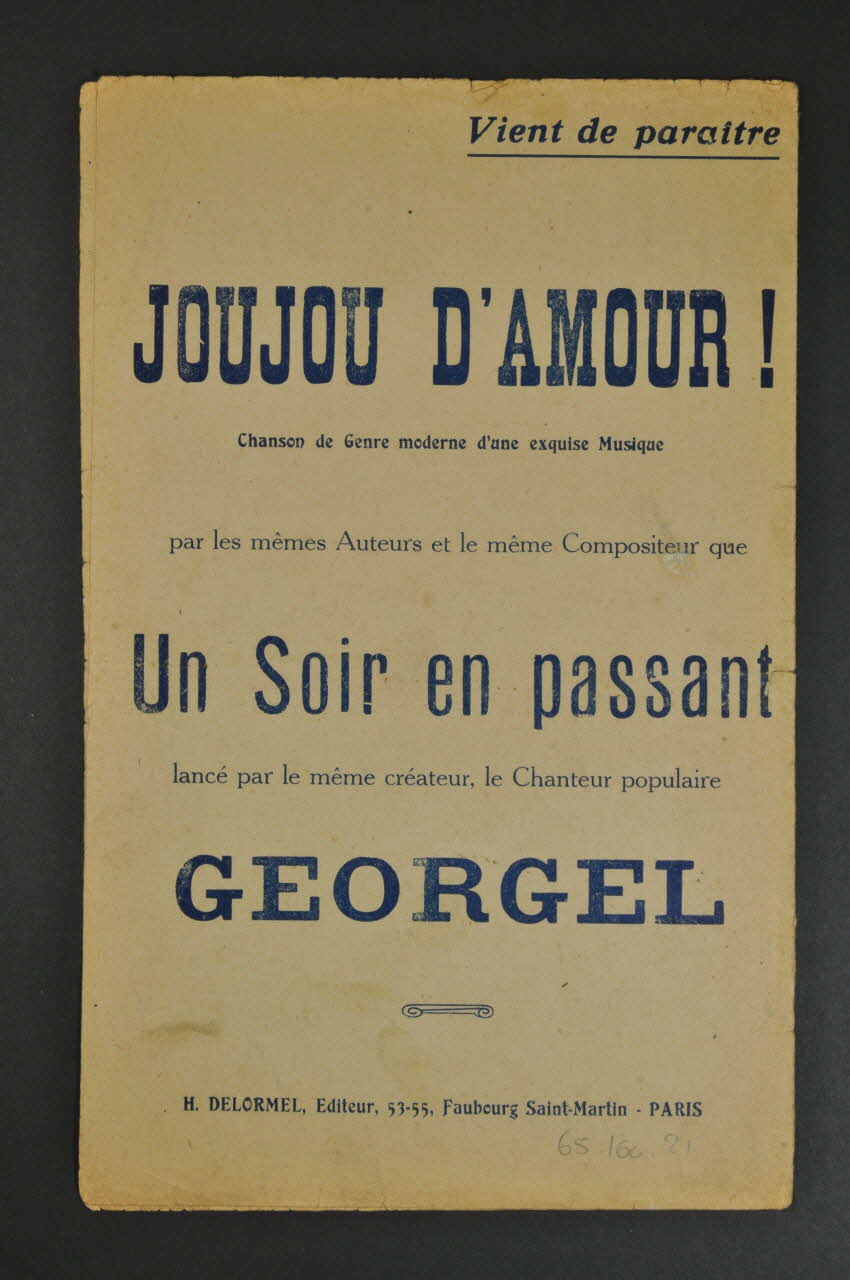 Vient de paraître
JOUJOU D'AMOUR !
Chanson de Genre moderne d'une exquise Musique
par les mêmes Auteurs et le même Compositeur que
Un Soir en passant
lancé par le même créateur, le Chanteur populaire
GEORGEL
H. DELORMEL, Editeur, 53-55, Faubourg Saint-Martin - PARIS
65.160.